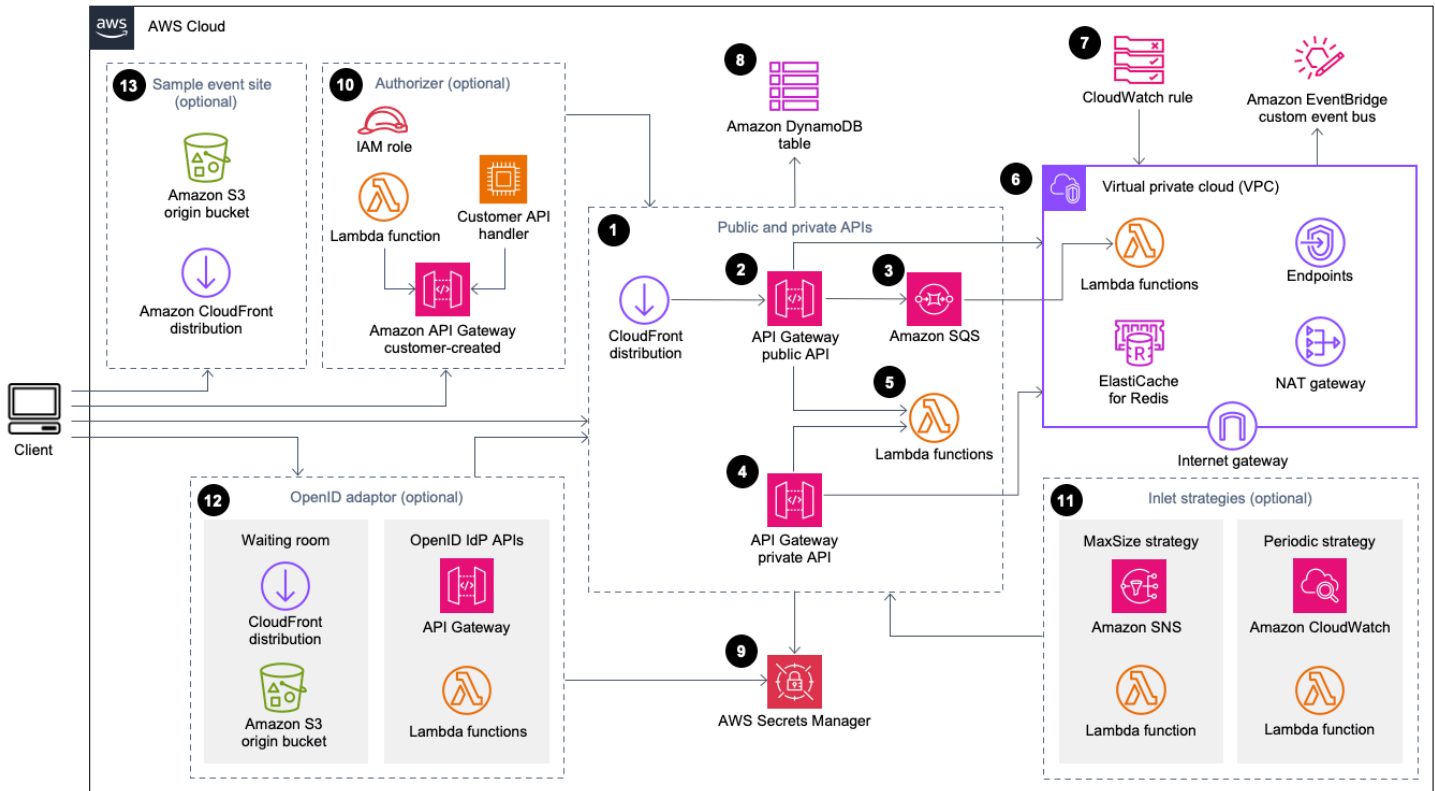 aws
AWS Cloud
13
Sample event site
(optional)
Amazon S3
origin bucket
Amazon CloudFront
distribution
10
Authorizer (optional)
IAM role
Lambda function
Customer API
handler
Amazon API Gateway
customer-created
8
Amazon DynamoDB
table
7
CloudWatch rule
Amazon EventBridge
custom event bus
Client
1
Public and private APIs
CloudFront
distribution
2
API Gateway
public API
3
Amazon SQS
5
Lambda functions
4
API Gateway
private API
6
Virtual private cloud (VPC)
Lambda functions
Endpoints
R
ElastiCache
for Redis
NAT gateway
Internet gateway
12
OpenID adaptor (optional)
Waiting room
CloudFront
distribution
Amazon S3
origin bucket
OpenID IdP APIs
API Gateway
Lambda functions
9
AWS Secrets Manager
11
Inlet strategies (optional)
MaxSize strategy
Amazon SNS
Lambda function
Periodic strategy
Amazon CloudWatch
Lambda function